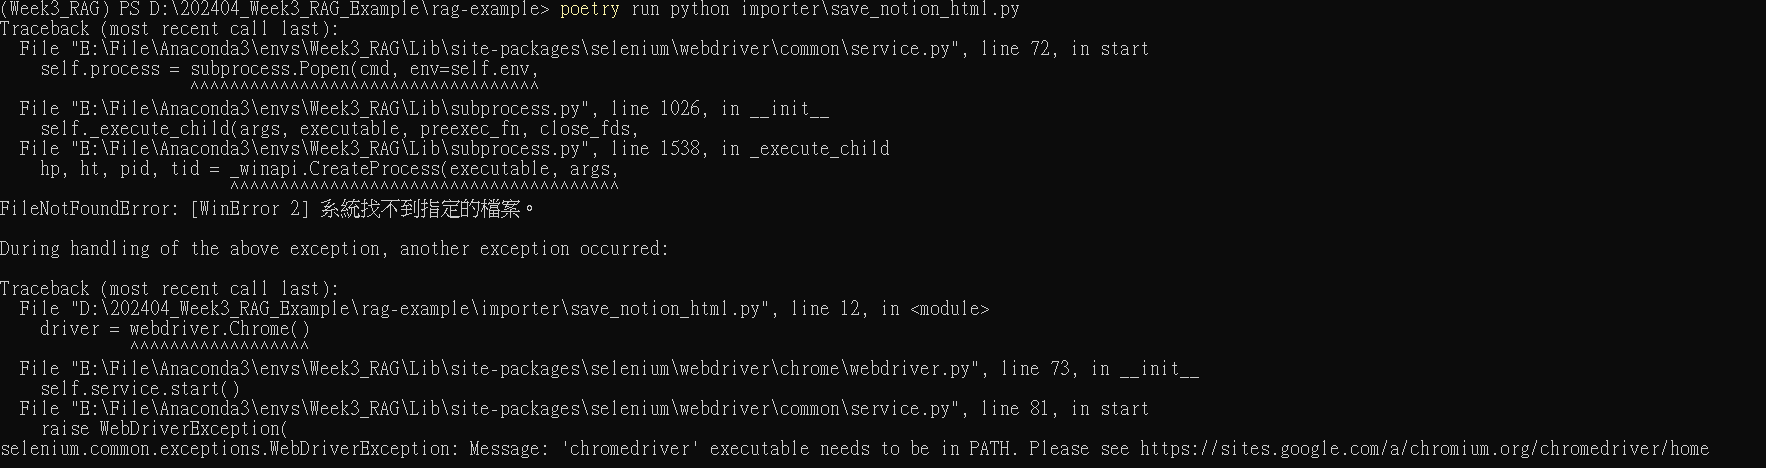 (Week3_RAG) PS D:\202404_Week3_RAG_Example\rag-example> poetry run python importer\save_notion_html.py
Traceback (most recent call last):
  File "E:\File\Anaconda3\envs\Week3_RAG\Lib\site-packages\selenium\webdriver\common\service.py", line 72, in start
    self.process = subprocess.Popen(cmd, env=self.env,
                   ^^^^^^^^^^^^^^^^^^^^^^^^^^^^^^^^^^^
  File "E:\File\Anaconda3\envs\Week3_RAG\Lib\subprocess.py", line 1026, in __init__
    self._execute_child(args, executable, preexec_fn, close_fds,
  File "E:\File\Anaconda3\envs\Week3_RAG\Lib\subprocess.py", line 1538, in _execute_child
    hp, ht, pid, tid = _winapi.CreateProcess(executable, args,
                       ^^^^^^^^^^^^^^^^^^^^^^^^^^^^^^^^^^^^^^^
FileNotFoundError: [WinError 2] 系統找不到指定的檔案。
During handling of the above exception, another exception occurred:
Traceback (most recent call last):
  File "D:\202404_Week3_RAG_Example\rag-example\importer\save_notion_html.py", line 12, in <module>
    driver = webdriver.Chrome()
             ^^^^^^^^^^^^^^^^^^
  File "E:\File\Anaconda3\envs\Week3_RAG\Lib\site-packages\selenium\webdriver\chrome\webdriver.py", line 73, in __init__
    self.service.start()
  File "E:\File\Anaconda3\envs\Week3_RAG\Lib\site-packages\selenium\webdriver\common\service.py", line 81, in start
    raise WebDriverException(
selenium.common.exceptions.WebDriverException: Message: 'chromedriver' executable needs to be in PATH. Please see https://sites.google.com/a/chromium.org/chromedriver/home